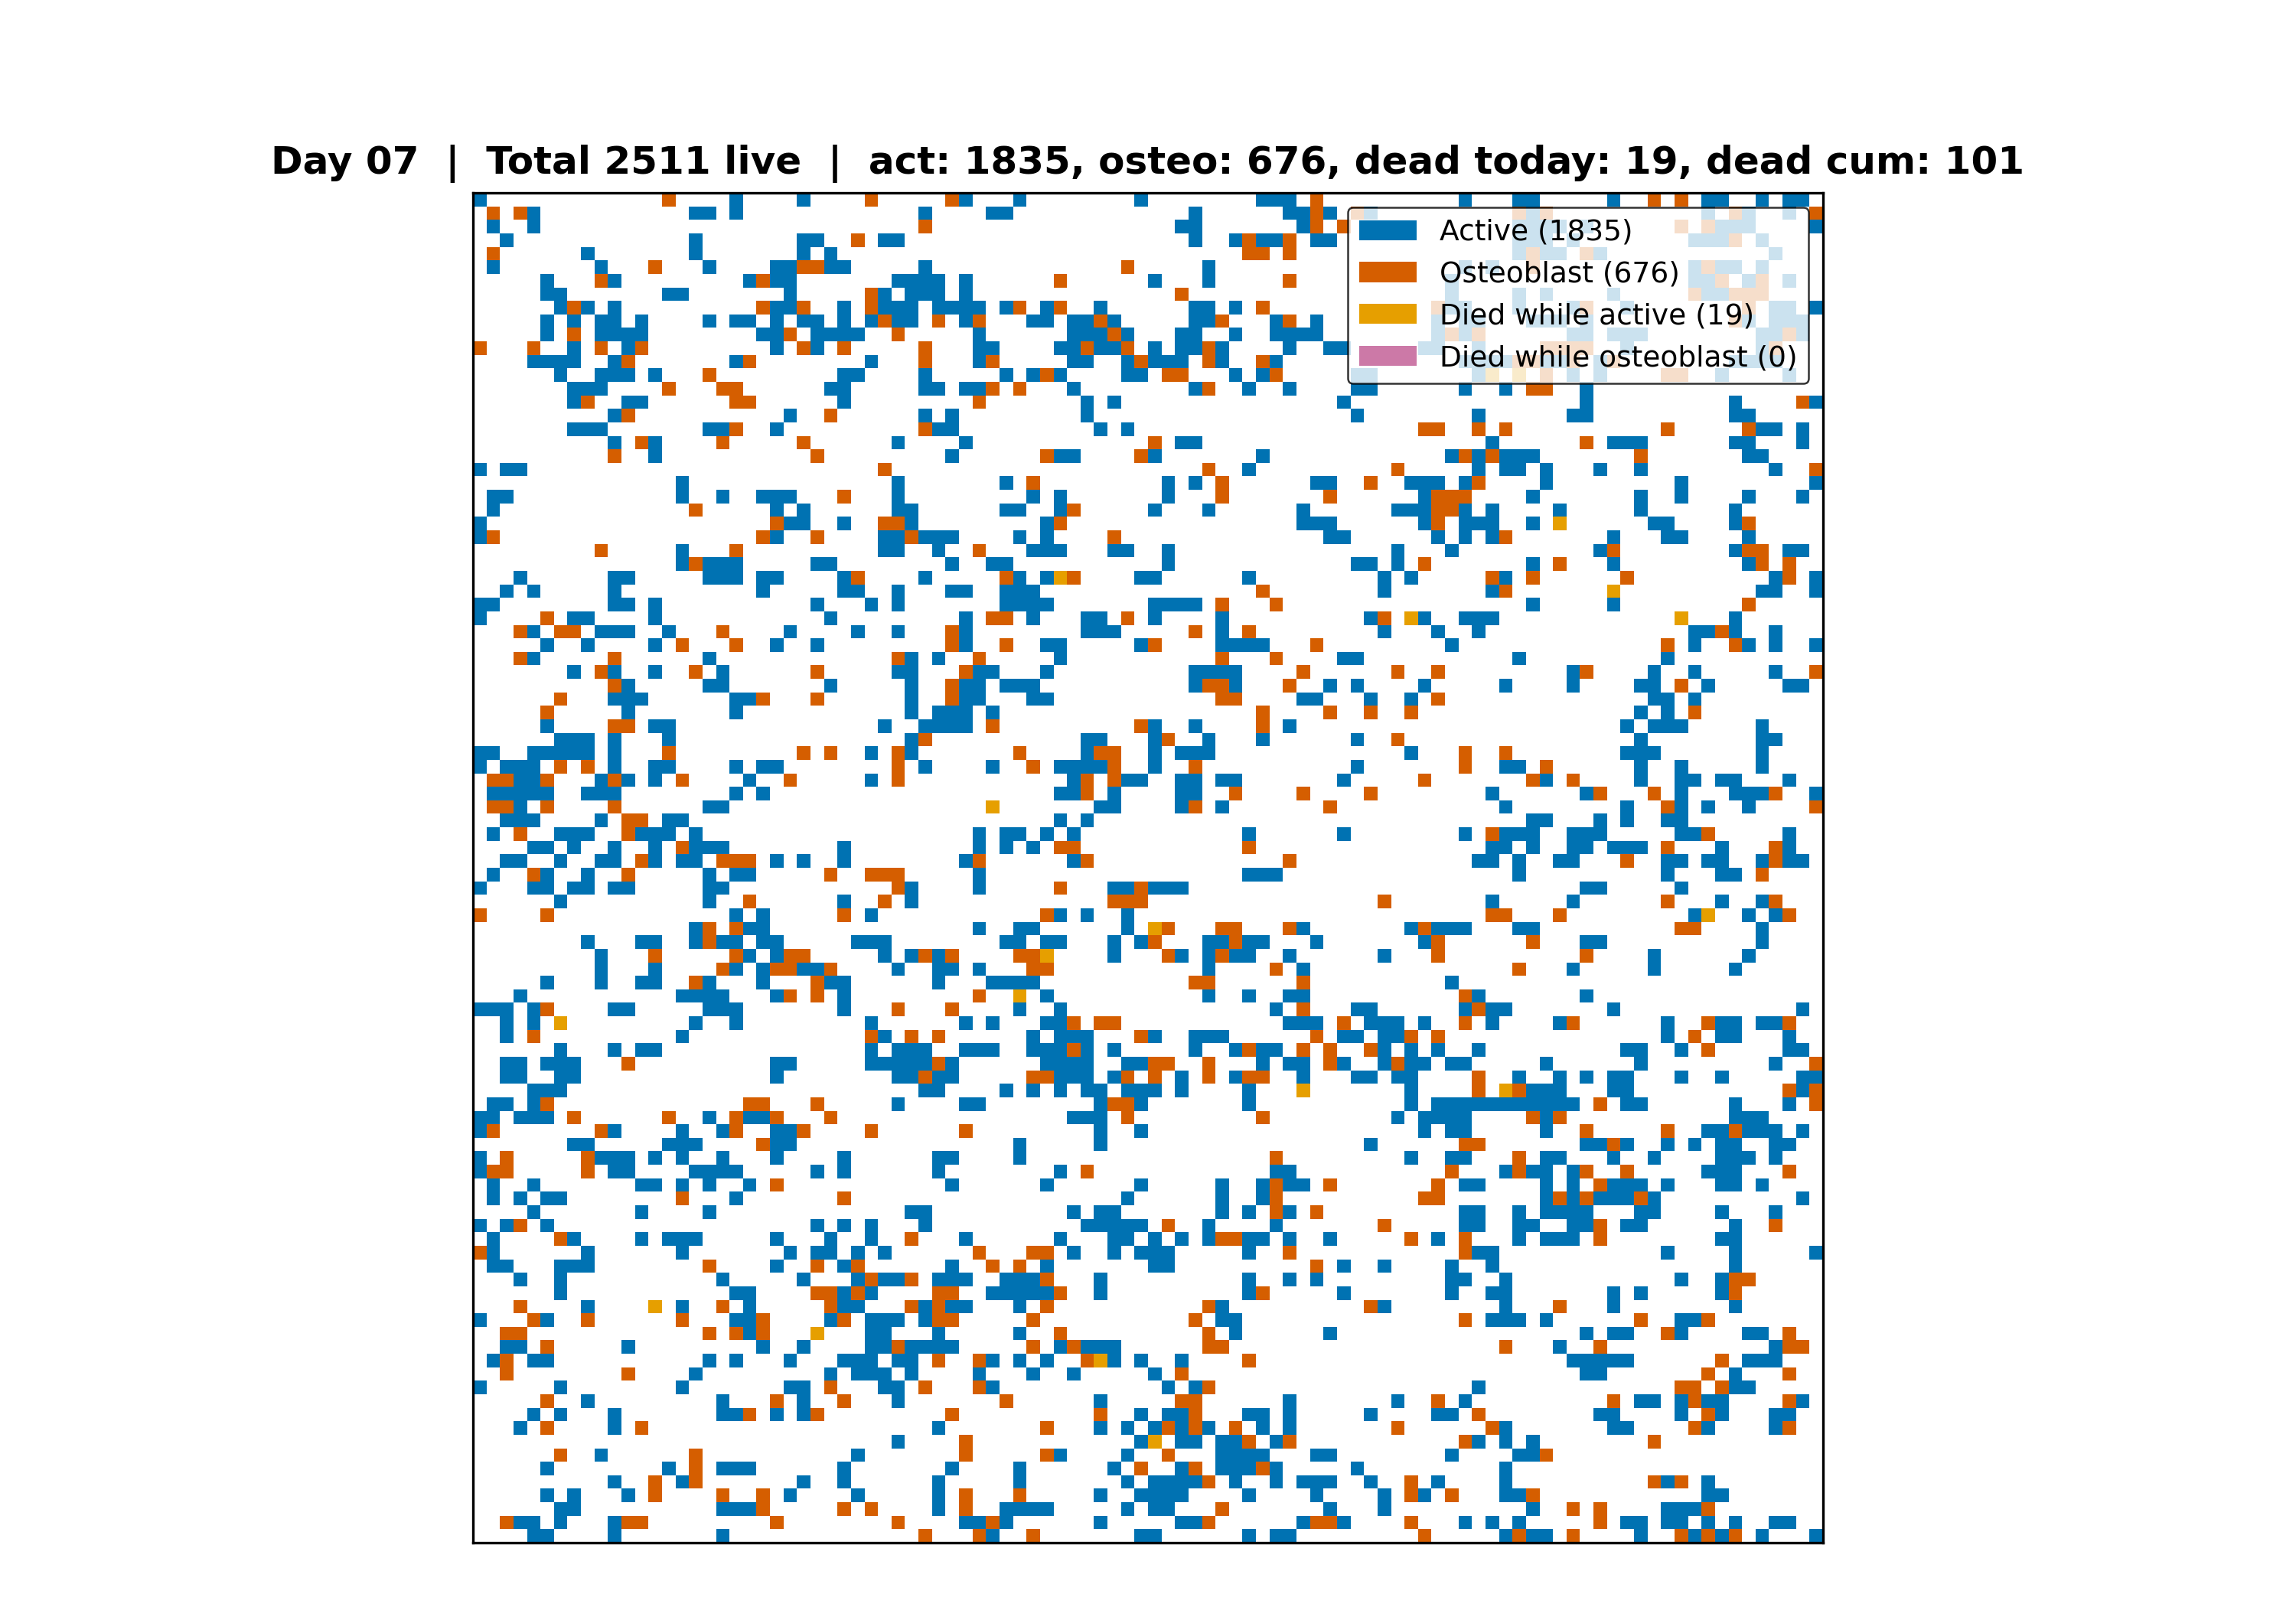 Day 07 | Total 2511 live | act: 1835, osteo: 676, dead today: 19, dead cum: 101
Active (1835)
Osteoblast (676)
Died while active (19)
Died while osteoblast (0)